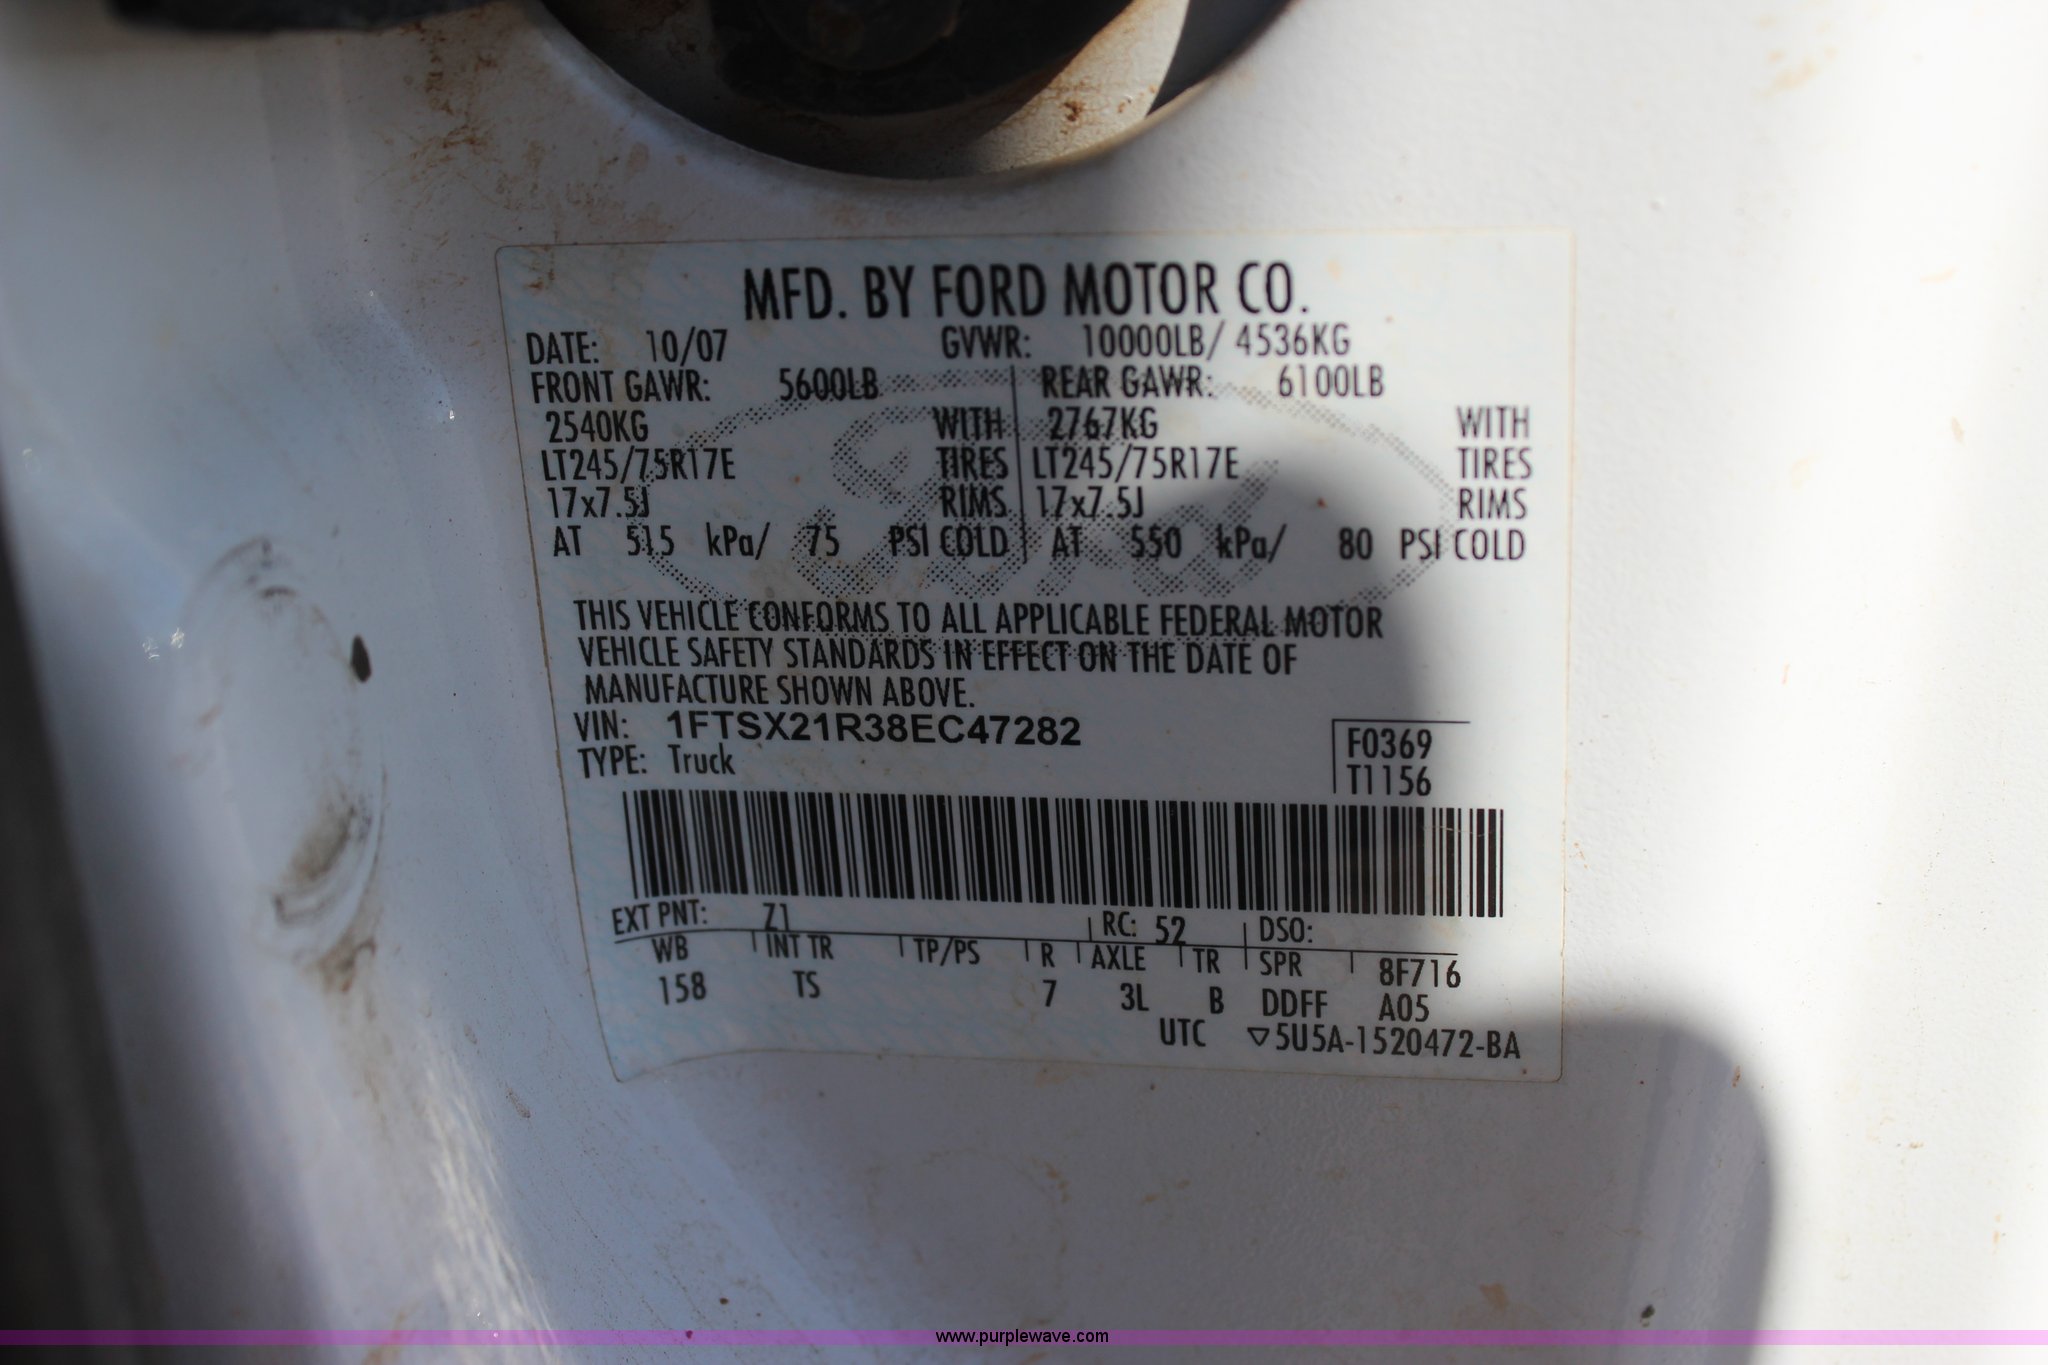 MFD. BY FORD MOTOR CO.
DATE: 10/07 GVWR: 10000LB/ 4536KG
FRONT GAWR: 5600LB REAR GAWR: 6100LB
2540KG WITH 2767KG WITH
LT245/75R17E TIRES LT245/75R17E TIRES
17x7.5J RIMS 17x7.5J RIMS
AT 515 kPa/ 75 PSI COLD AT 550 kPa/ 80 PSI COLD
THIS VEHICLE CONFORMS TO ALL APPLICABLE FEDERAL MOTOR
VEHICLE SAFETY STANDARDS IN EFFECT ON THE DATE OF
MANUFACTURE SHOWN ABOVE.
VIN: 1FTSX21R38EC47282 F0369
TYPE: Truck T1156
EXT PNT: Z1 RC: 52 DSO:
WB INT TR TP/PS R AXLE TR SPR 8F716
158 TS 7 3L B DDFF A05
UTC ▽5U5A-1520472-BA
www.purplewave.com